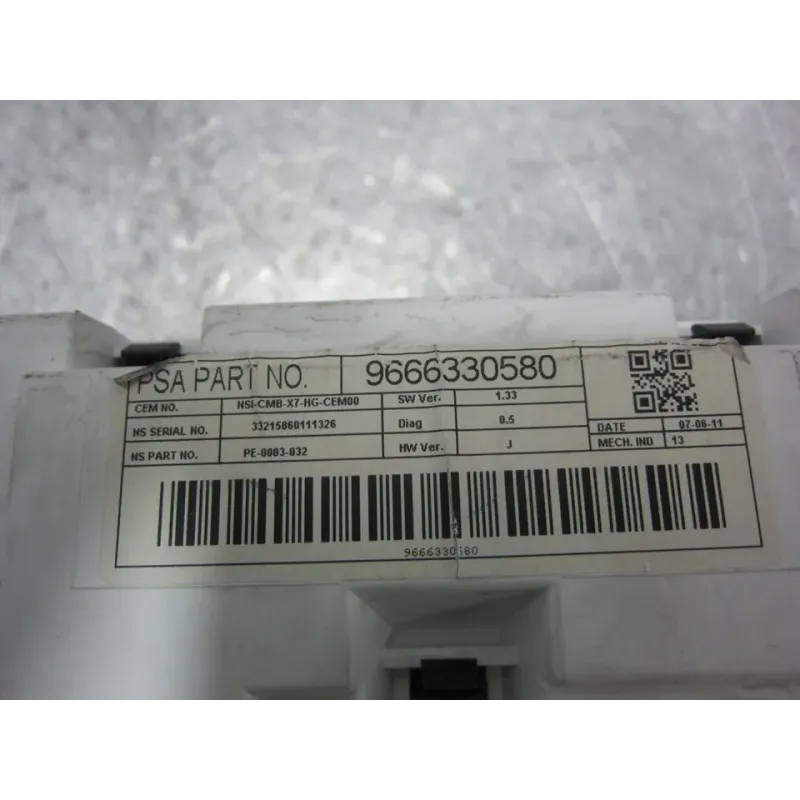 PSA PART NO. 9666330580
CEM NO. NSI-CMB-X7-HG-CEM00 SW Ver. 1.33
NS SERIAL NO. 33215860111326 Diag 0.5 DATE 07-06-11
NS PART NO. PE-0003-032 HW Ver. J MECH. IND 13
9666330580